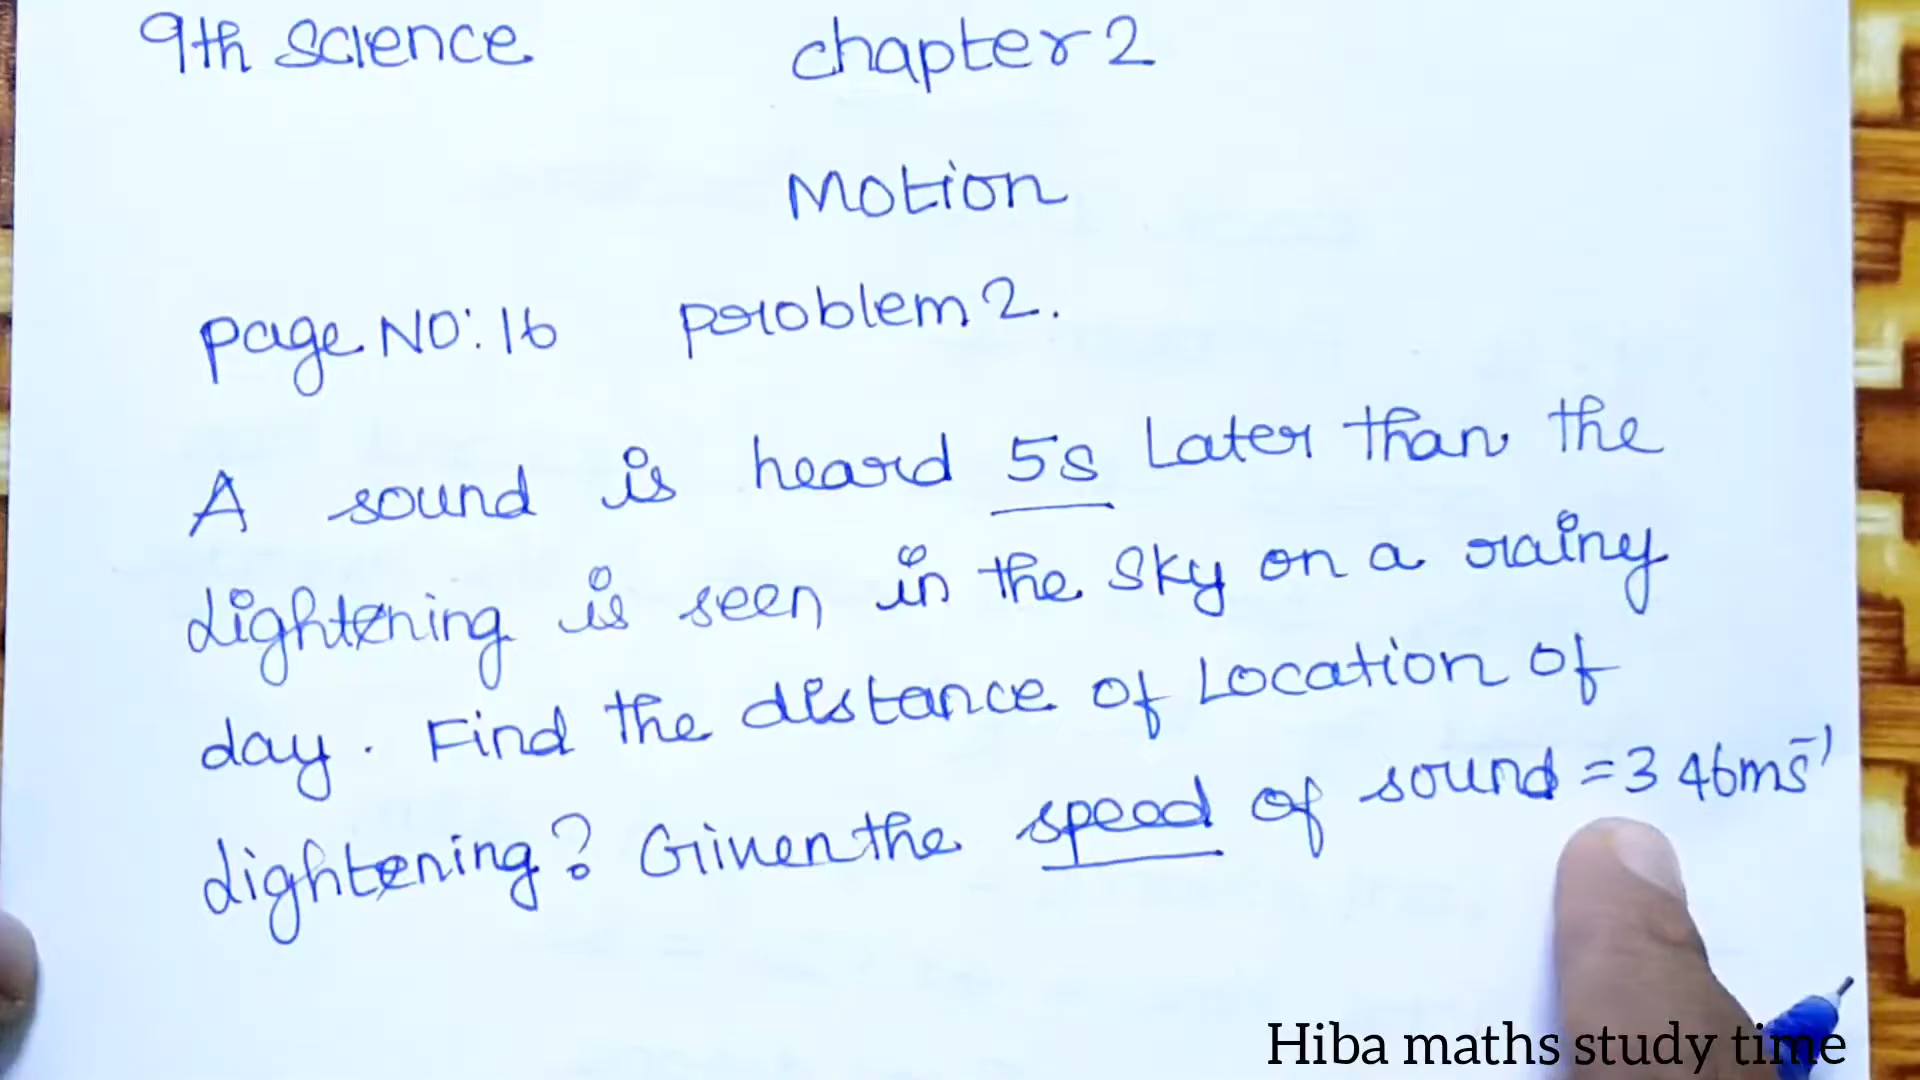 9th Science chapter 2
Motion
page NO: 16 problem 2.
A sound is heard 5s Later than the
Lightening is seen in the Sky on a rainy
day. Find the distance of Location of
Lightening? Given the speed of sound = 346ms⁻¹
Hiba maths study time